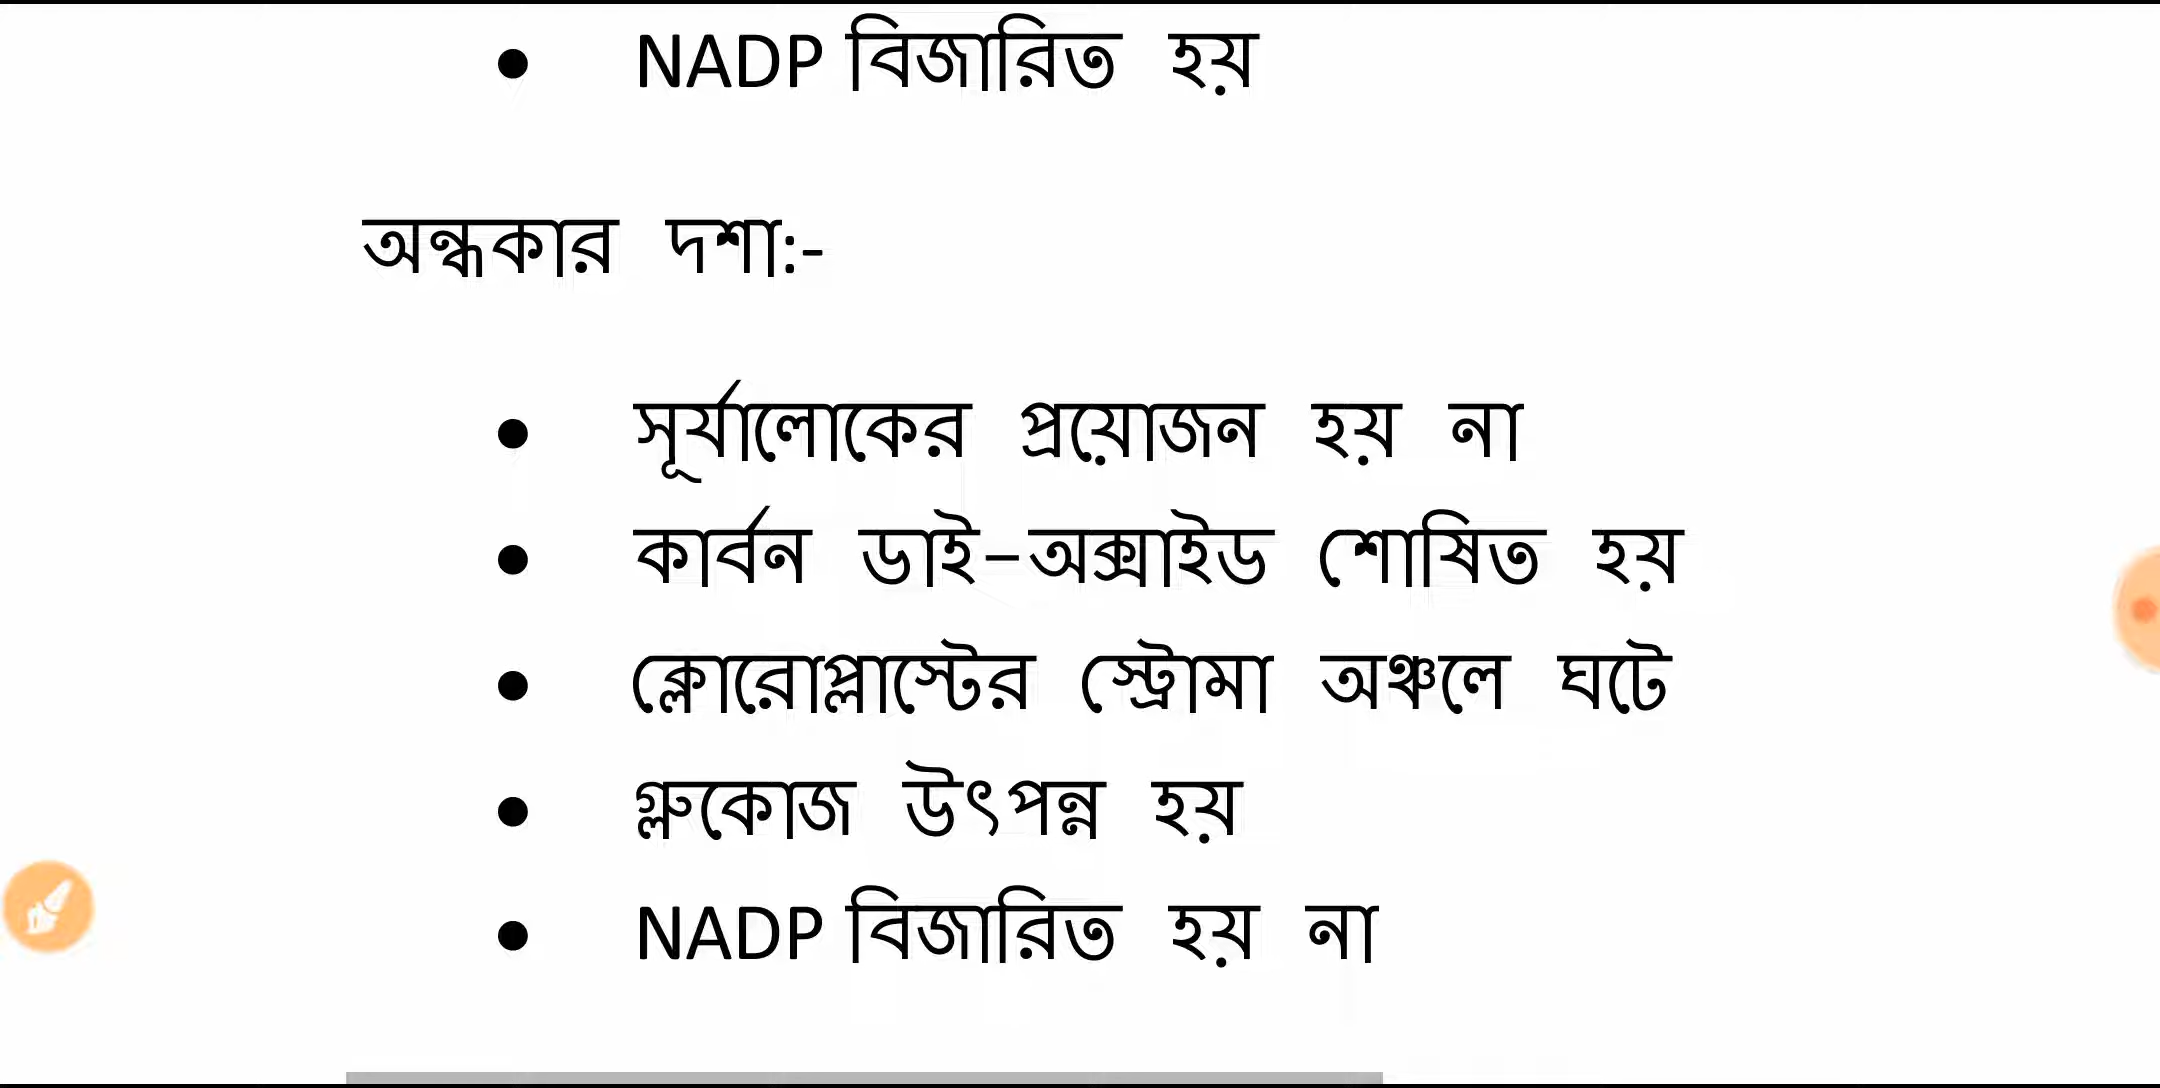 • NADP বিজারিত হয়
অন্ধকার দশা:-
• সূর্যালোকের প্রয়োজন হয় না
• কার্বন ডাই-অক্সাইড শোষিত হয়
• ক্লোরোপ্লাস্টের স্ট্রোমা অঞ্চলে ঘটে
• গ্লুকোজ উৎপন্ন হয়
• NADP বিজারিত হয় না